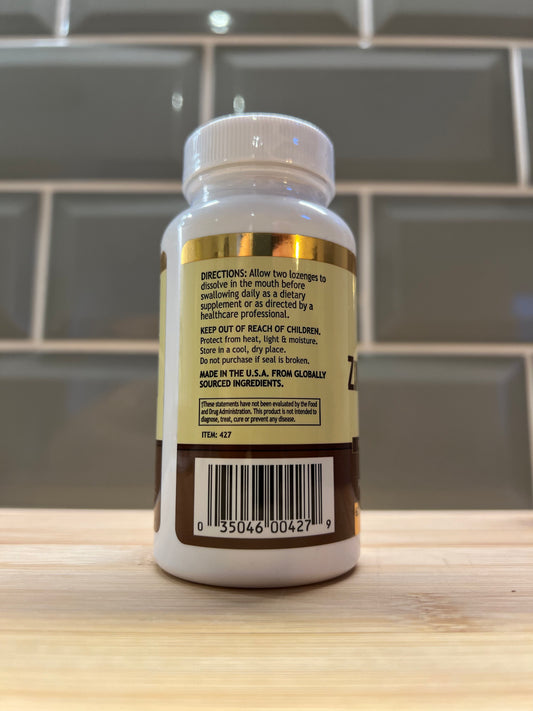 DIRECTIONS: Allow two lozenges to
dissolve in the mouth before
swallowing daily as a dietary
supplement or as directed by a
healthcare professional.
KEEP OUT OF REACH OF CHILDREN.
Protect from heat, light & moisture.
Store in a cool, dry place.
Do not purchase if seal is broken.
MADE IN THE U.S.A. FROM GLOBALLY
SOURCED INGREDIENTS.
†These statements have not been evaluated by the Food
and Drug Administration. This product is not intended to
diagnose, treat, cure or prevent any disease.
ITEM: 427
0 35046 00427 9